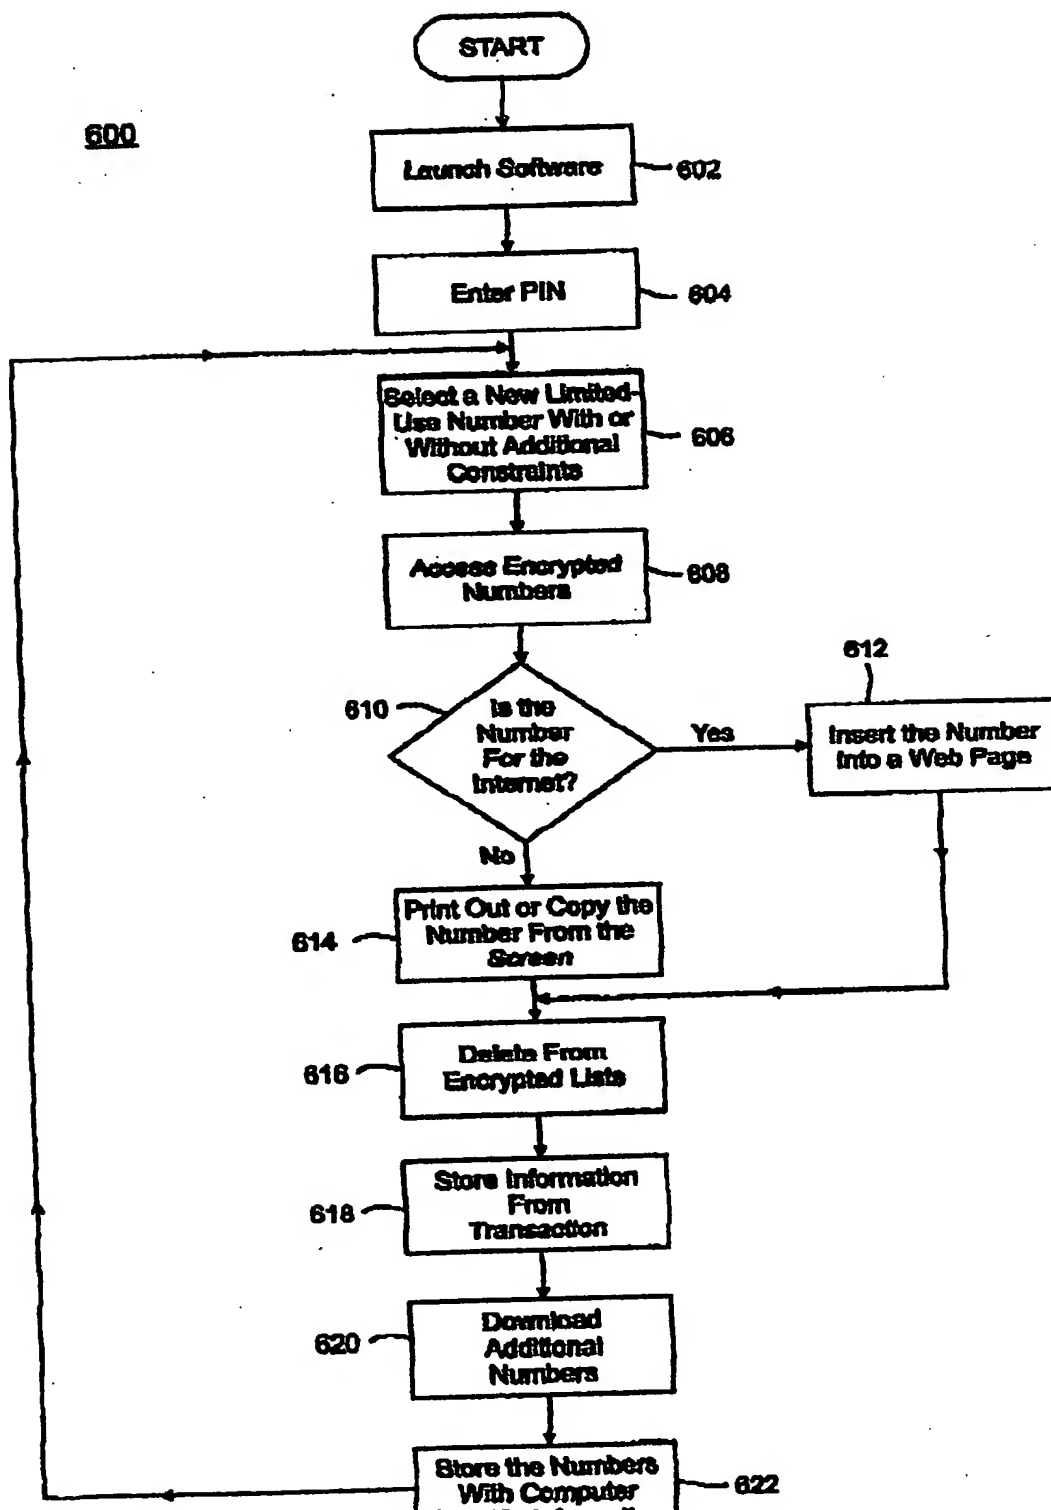 START
600
Launch Software
602
Enter PIN
604
Select a New Limited-
Use Number With or
Without Additional
Constraints
606
Access Encrypted
Numbers
608
610
Is the
Number
For the
Internet?
Yes
612
Insert the Number
Into a Web Page
No
614
Print Out or Copy the
Number From the
Screen
616
Delete From
Encrypted Lists
618
Store Information
From
Transaction
620
Download
Additional
Numbers
Store the Numbers
With Computer
622